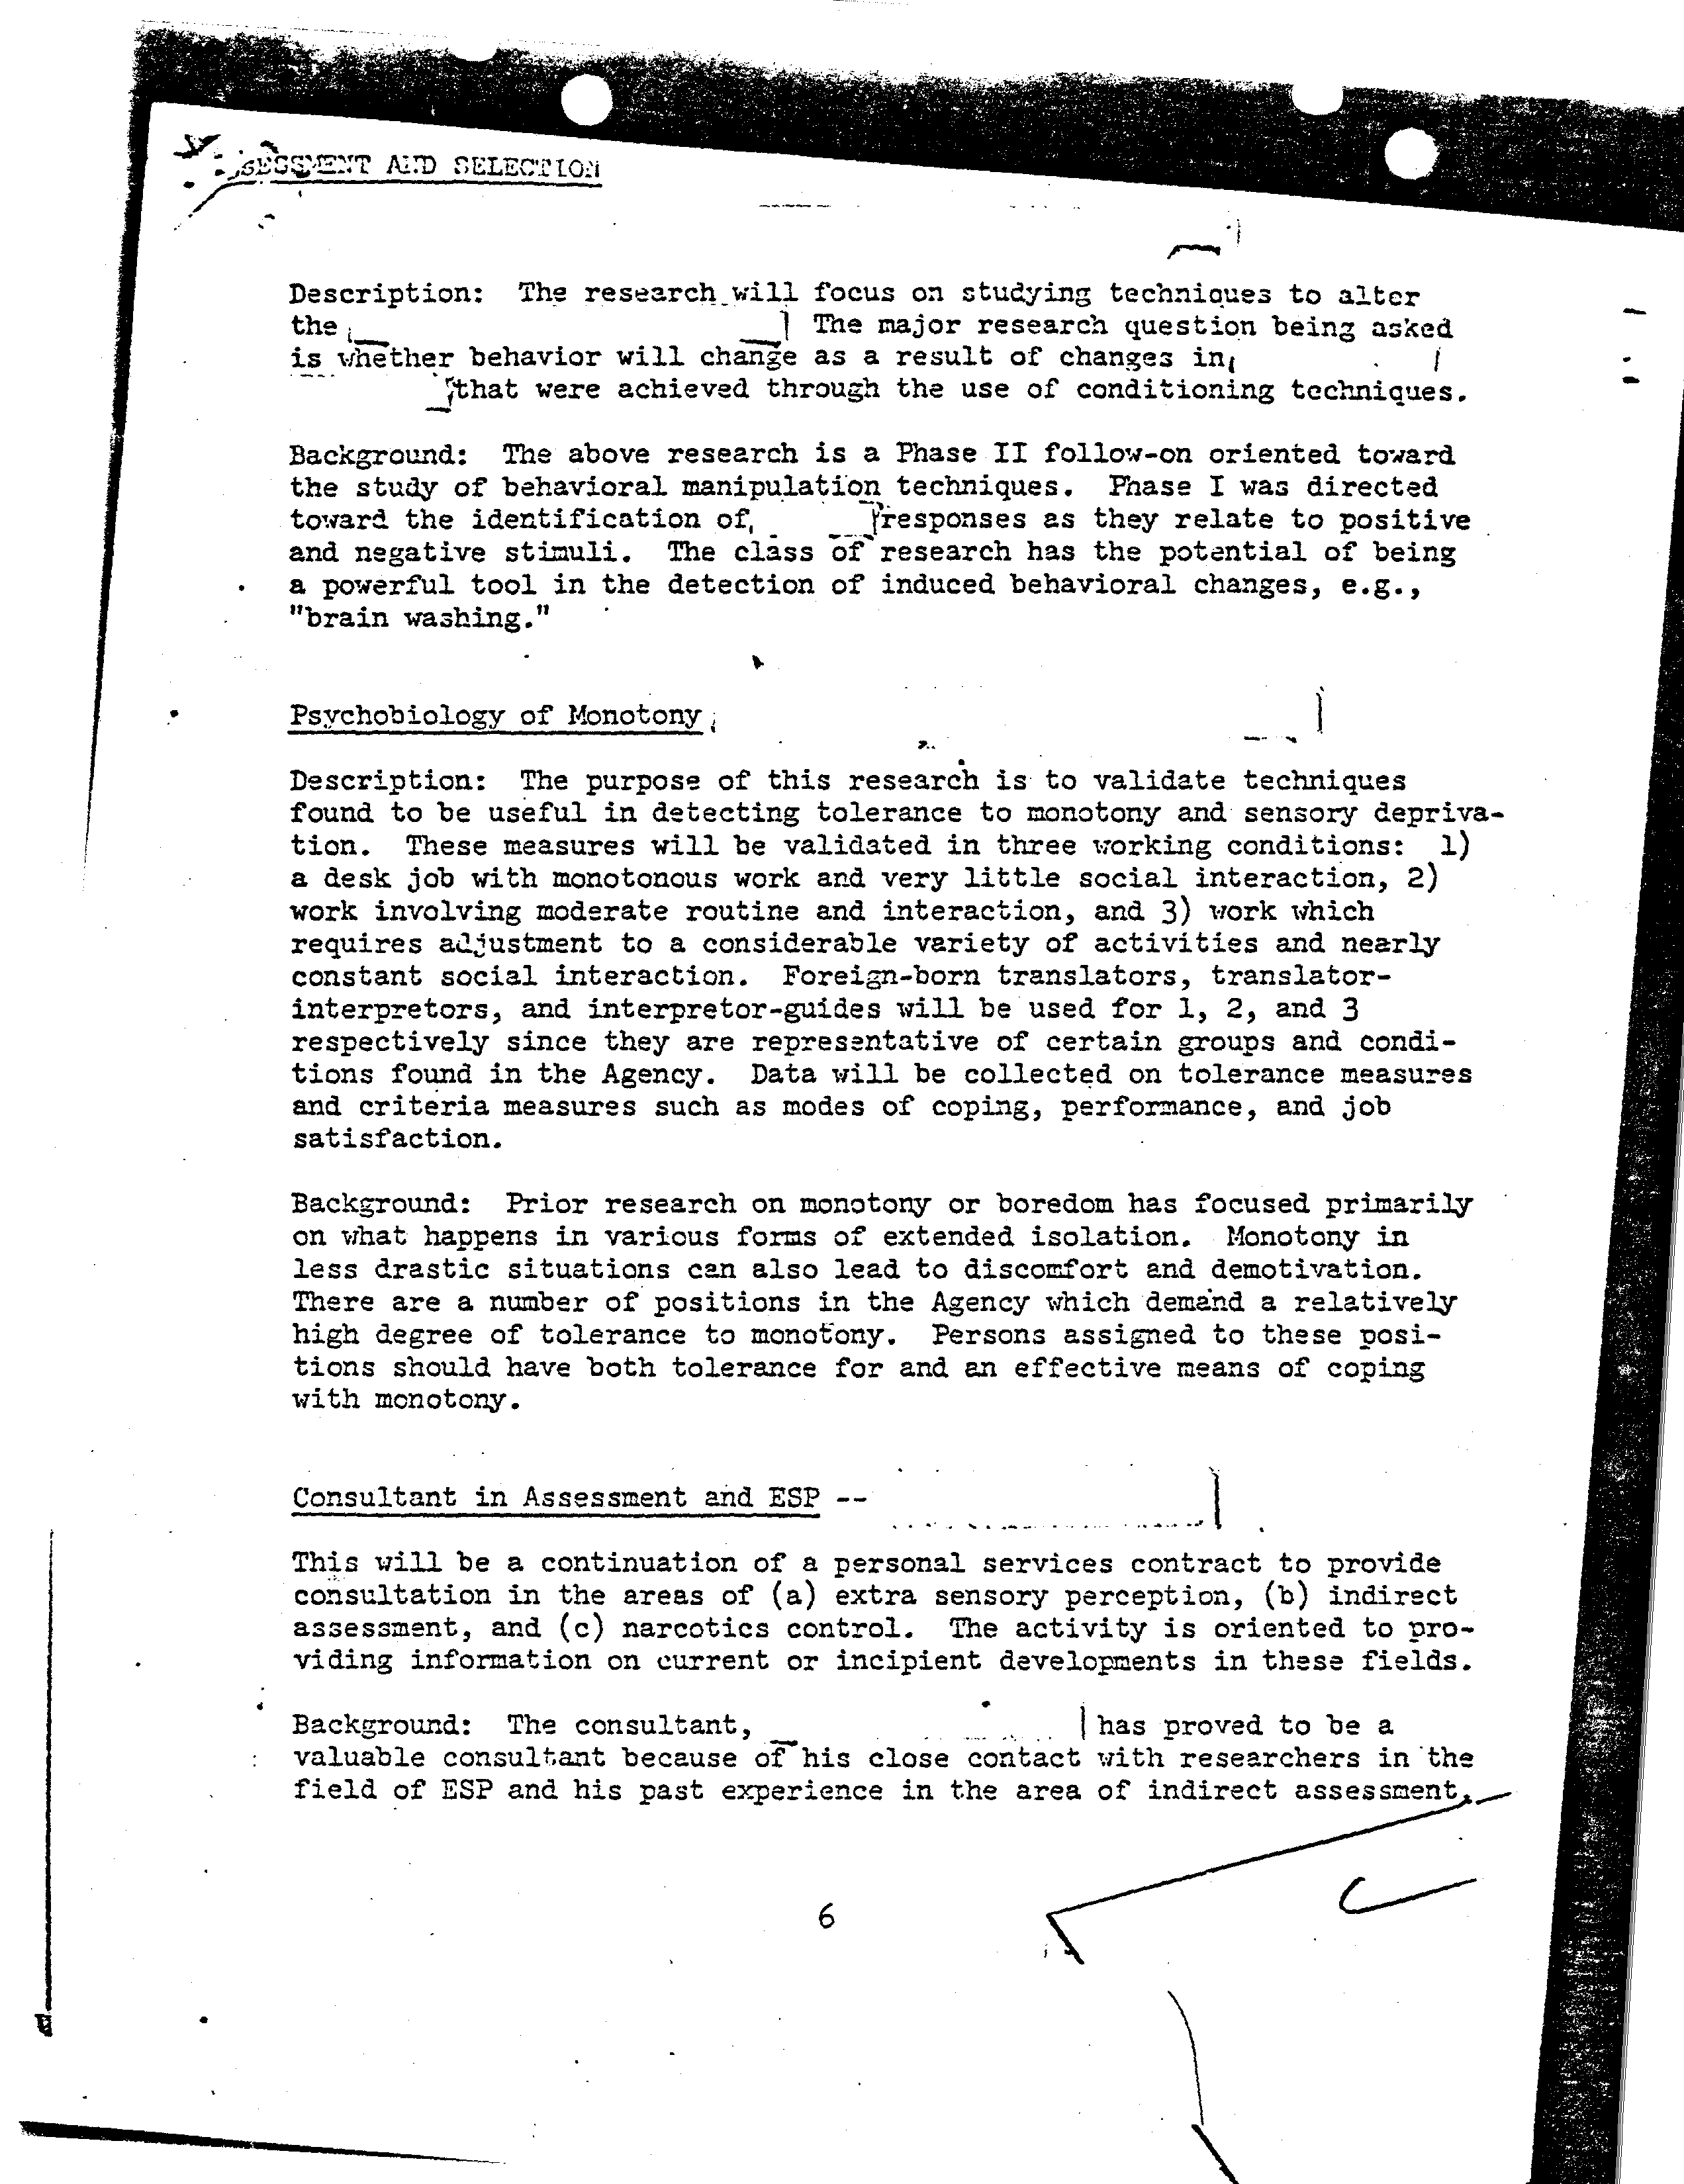 ASSESSMENT AND SELECTION
Description: The research will focus on studying techniques to alter
the The major research question being asked
is whether behavior will change as a result of changes in
that were achieved through the use of conditioning techniques.
Background: The above research is a Phase II follow-on oriented toward
the study of behavioral manipulation techniques. Phase I was directed
toward the identification of responses as they relate to positive
and negative stimuli. The class of research has the potential of being
a powerful tool in the detection of induced behavioral changes, e.g.,
"brain washing."
Psychobiology of Monotony
Description: The purpose of this research is to validate techniques
found to be useful in detecting tolerance to monotony and sensory depriva-
tion. These measures will be validated in three working conditions: 1)
a desk job with monotonous work and very little social interaction, 2)
work involving moderate routine and interaction, and 3) work which
requires adjustment to a considerable variety of activities and nearly
constant social interaction. Foreign-born translators, translator-
interpretors, and interpretor-guides will be used for 1, 2, and 3
respectively since they are representative of certain groups and condi-
tions found in the Agency. Data will be collected on tolerance measures
and criteria measures such as modes of coping, performance, and job
satisfaction.
Background: Prior research on monotony or boredom has focused primarily
on what happens in various forms of extended isolation. Monotony in
less drastic situations can also lead to discomfort and demotivation.
There are a number of positions in the Agency which demand a relatively
high degree of tolerance to monotony. Persons assigned to these posi-
tions should have both tolerance for and an effective means of coping
with monotony.
Consultant in Assessment and ESP --
This will be a continuation of a personal services contract to provide
consultation in the areas of (a) extra sensory perception, (b) indirect
assessment, and (c) narcotics control. The activity is oriented to pro-
viding information on current or incipient developments in these fields.
Background: The consultant, has proved to be a
valuable consultant because of his close contact with researchers in the
field of ESP and his past experience in the area of indirect assessment.
6